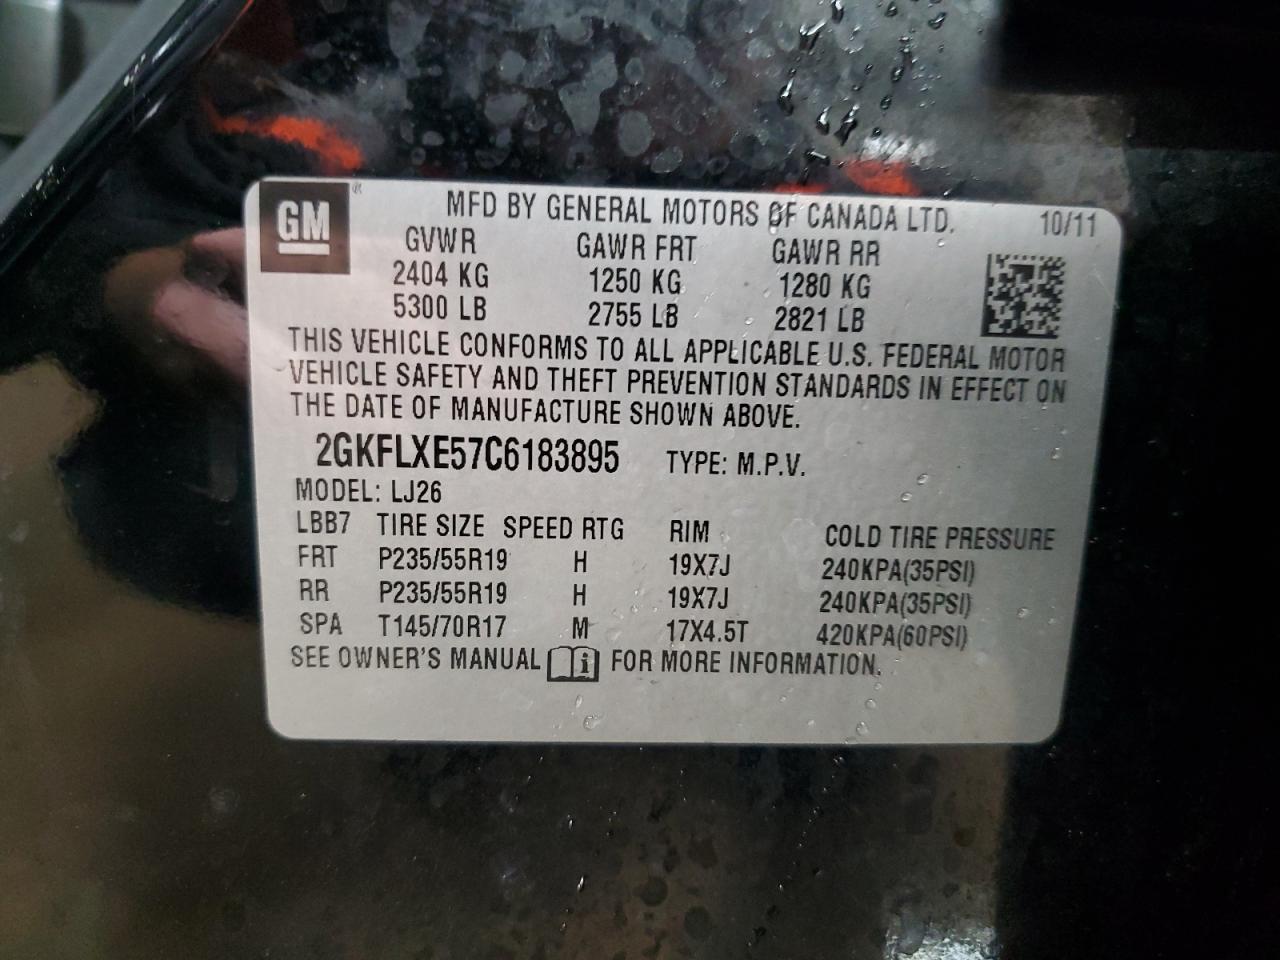 GM ® MFD BY GENERAL MOTORS OF CANADA LTD. 10/11
GVWR GAWR FRT GAWR RR
2404 KG 1250 KG 1280 KG
5300 LB 2755 LB 2821 LB
THIS VEHICLE CONFORMS TO ALL APPLICABLE U.S. FEDERAL MOTOR
VEHICLE SAFETY AND THEFT PREVENTION STANDARDS IN EFFECT ON
THE DATE OF MANUFACTURE SHOWN ABOVE.
2GKFLXE57C6183895 TYPE: M.P.V.
MODEL: LJ26
LBB7 TIRE SIZE SPEED RTG RIM COLD TIRE PRESSURE
FRT P235/55R19 H 19X7J 240KPA(35PSI)
RR P235/55R19 H 19X7J 240KPA(35PSI)
SPA T145/70R17 M 17X4.5T 420KPA(60PSI)
SEE OWNER'S MANUAL i FOR MORE INFORMATION.